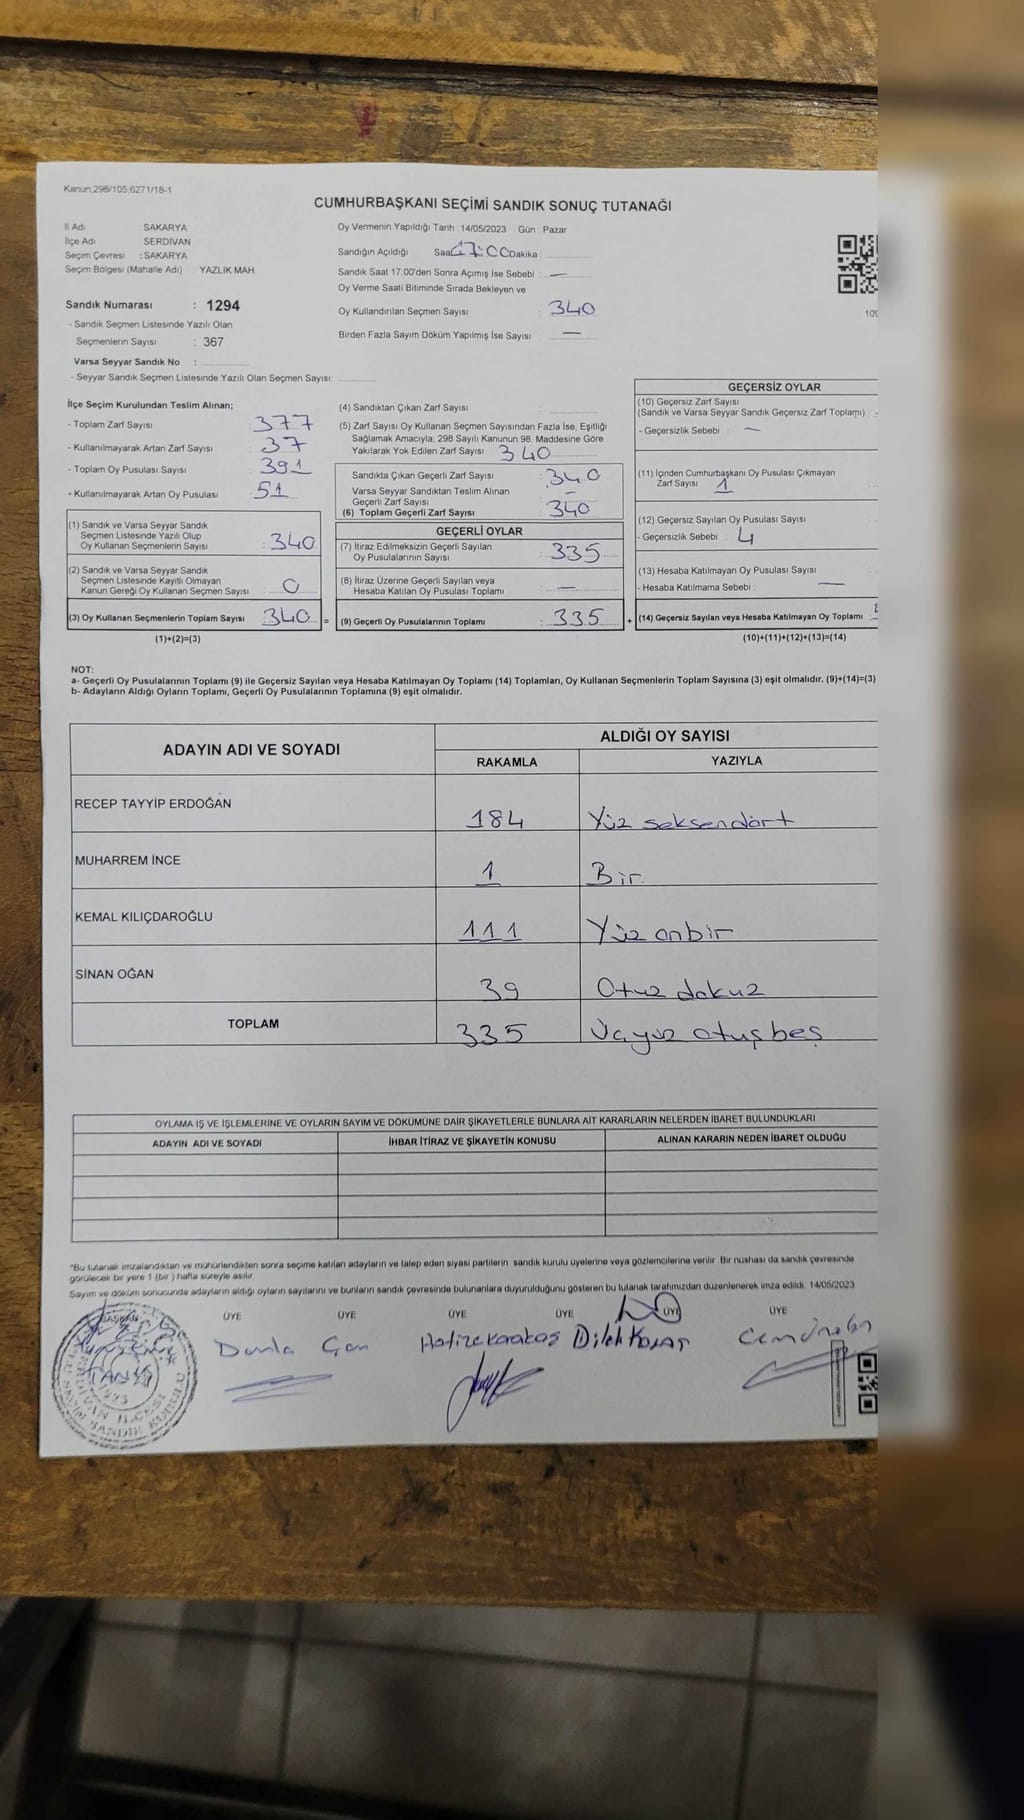 Kanun:298/105;6271/18-1
CUMHURBAŞKANI SEÇİMİ SANDIK SONUÇ TUTANAĞI
İl Adı SAKARYA
İlçe Adı SERDİVAN
Seçim Çevresi : SAKARYA
Seçim Bölgesi (Mahalle Adı) YAZLIK MAH
Sandık Numarası : 1294
- Sandık Seçmen Listesinde Yazılı Olan
Seçmenlerin Sayısı : 367
Varsa Seyyar Sandık No :
- Seyyar Sandık Seçmen Listesinde Yazılı Olan Seçmen Sayısı:
Oy Vermenin Yapıldığı Tarih : 14/05/2023 Gün : Pazar
Sandığın Açıldığı Saat 17:00 Dakika :
Sandık Saat 17:00'den Sonra Açımış İse Sebebi : —
Oy Verme Saati Bitiminde Sırada Bekleyen ve
Oy Kullandırılan Seçmen Sayısı : 340
Birden Fazla Sayım Döküm Yapılmış İse Sayısı : —
109
İlçe Seçim Kurulundan Teslim Alınan;
- Toplam Zarf Sayısı : 377
- Kullanılmayarak Artan Zarf Sayısı : 37
- Toplam Oy Pusulası Sayısı : 391
- Kullanılmayarak Artan Oy Pusulası : 51
(1) Sandık ve Varsa Seyyar Sandık
Seçmen Listesinde Yazılı Olup
Oy Kullanan Seçmenlerin Sayısı : 340
(2) Sandık ve Varsa Seyyar Sandık
Seçmen Listesinde Kayıtlı Olmayan
Kanun Gereği Oy Kullanan Seçmen Sayısı : 0
(3) Oy Kullanan Seçmenlerin Toplam Sayısı : 340 =
(1)+(2)=(3)
(4) Sandıktan Çıkan Zarf Sayısı :
(5) Zarf Sayısı Oy Kullanan Seçmen Sayısından Fazla İse, Eşitliği
Sağlamak Amacıyla, 298 Sayılı Kanunun 98. Maddesine Göre
Yakılarak Yok Edilen Zarf Sayısı : 340
Sandıkta Çıkan Geçerli Zarf Sayısı : 340
Varsa Seyyar Sandıktan Teslim Alınan
Geçerli Zarf Sayısı : —
(6) Toplam Geçerli Zarf Sayısı : 340
GEÇERLİ OYLAR
(7) İtiraz Edilmeksizin Geçerli Sayılan
Oy Pusulalarının Sayısı : 335
(8) İtiraz Üzerine Geçerli Sayılan veya
Hesaba Katılan Oy Pusulası Toplamı : —
(9) Geçerli Oy Pusulalarının Toplamı : 335 +
GEÇERSİZ OYLAR
(10) Geçersiz Zarf Sayısı
(Sandık ve Varsa Seyyar Sandık Geçersiz Zarf Toplamı) :
- Geçersizlik Sebebi : —
(11) İçinden Cumhurbaşkanı Oy Pusulası Çıkmayan
Zarf Sayısı : 1
(12) Geçersiz Sayılan Oy Pusulası Sayısı
- Geçersizlik Sebebi : 4
(13) Hesaba Katılmayan Oy Pusulası Sayısı
- Hesaba Katılmama Sebebi : —
(14) Geçersiz Sayılan veya Hesaba Katılmayan Oy Toplamı :
(10)+(11)+(12)+(13)=(14)
NOT:
a- Geçerli Oy Pusulalarının Toplamı (9) ile Geçersiz Sayılan veya Hesaba Katılmayan Oy Toplamı (14) Toplamları, Oy Kullanan Seçmenlerin Toplam Sayısına (3) eşit olmalıdır. (9)+(14)=(3)
b- Adayların Aldığı Oyların Toplamı, Geçerli Oy Pusulalarının Toplamına (9) eşit olmalıdır.
ADAYIN ADI VE SOYADI ALDIĞI OY SAYISI
RAKAMLA YAZIYLA
RECEP TAYYİP ERDOĞAN 184 Yüz seksendört
MUHARREM İNCE 1 Bir
KEMAL KILIÇDAROĞLU 111 Yüz onbir
SİNAN OĞAN 39 Otuz dokuz
TOPLAM 335 Üçyüz otuşbeş
OYLAMA İŞ VE İŞLEMLERİNE VE OYLARIN SAYIM VE DÖKÜMÜNE DAİR ŞİKAYETLERLE BUNLARA AİT KARARLARIN NELERDEN İBARET BULUNDUKLARI
ADAYIN ADI VE SOYADI İHBAR İTİRAZ VE ŞİKAYETİN KONUSU ALINAN KARARIN NEDEN İBARET OLDUĞU
*Bu tutanak imzalandıktan ve mühürlendikten sonra seçime katılan adayların ve talep eden siyasi partilerin sandık kurulu üyelerine veya gözlemcilerine verilir. Bir nüshası da sandık çevresinde
görülecek bir yere 1 (bir) hafta süreyle asılır.
Sayım ve döküm sonucunda adayların aldığı oyların sayılarını ve bunların sandık çevresinde bulunanlara duyurulduğunu gösteren bu tutanak tarafımızdan düzenlenerek imza edildi. 14/05/2023
BAŞKAN ÜYE ÜYE ÜYE ÜYE ÜYE ÜYE
Damla Can Hafize Karakaş Dilek Kosar